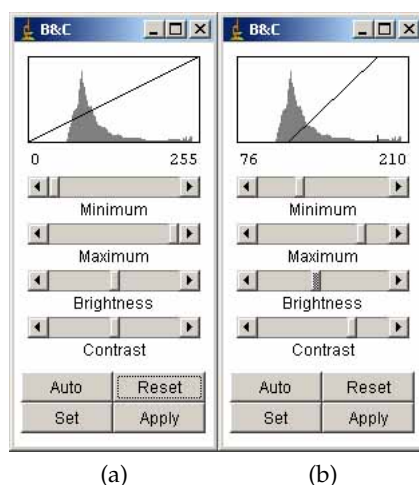 B&C
0 255
Minimum
Maximum
Brightness
Contrast
Auto Reset
Set Apply
(a)
B&C
76 210
Minimum
Maximum
Brightness
Contrast
Auto Reset
Set Apply
(b)